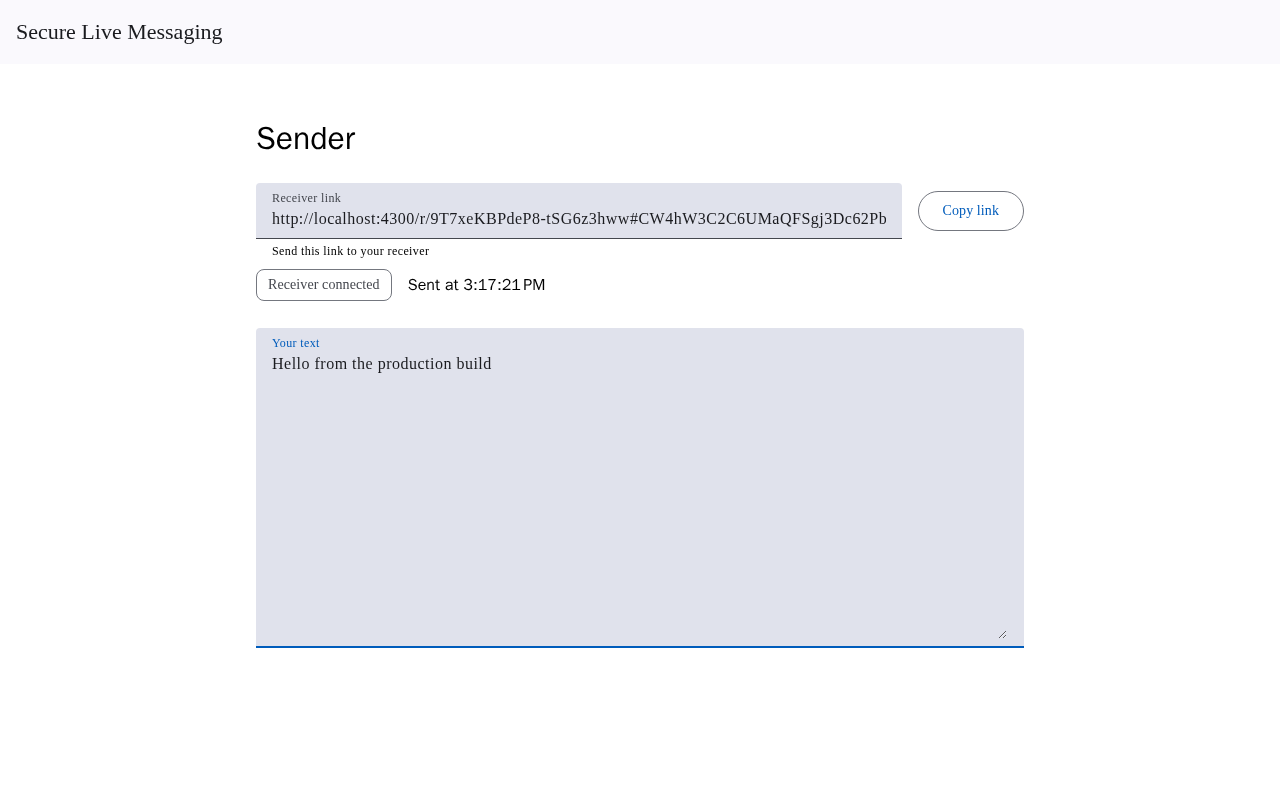 Secure Live Messaging
Sender
Receiver link
http://localhost:4300/r/9T7xeKBPdeP8-tSG6z3hww#CW4hW3C2C6UMaQFSgj3Dc62Pb
Copy link
Send this link to your receiver
Receiver connected
Sent at 3:17:21 PM
Your text
Hello from the production build